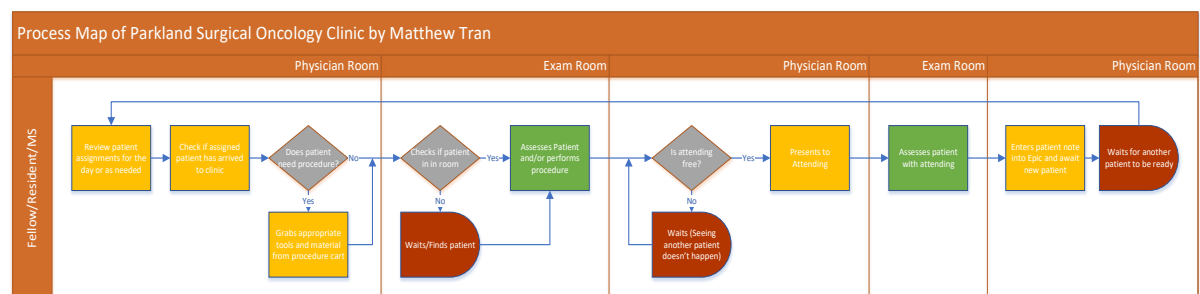 Process Map of Parkland Surgical Oncology Clinic by Matthew Tran
Physician Room
Exam Room
Physician Room
Exam Room
Physician Room
Fellow/Resident/MS
Review patient
assignments for the
day or as needed
Check if assigned
patient has arrived
to clinic
Does patient
need procedure?
No
Yes
Grabs appropriate
tools and material
from procedure cart
Checks if patient
in in room
Yes
No
Waits/Finds patient
Assesses Patient
and/or performs
procedure
Is attending
free?
Yes
No
Waits (Seeing
another patient
doesn't happen)
Presents to
Attending
Assesses patient
with attending
Enters patient note
into Epic and await
new patient
Waits for another
patient to be ready